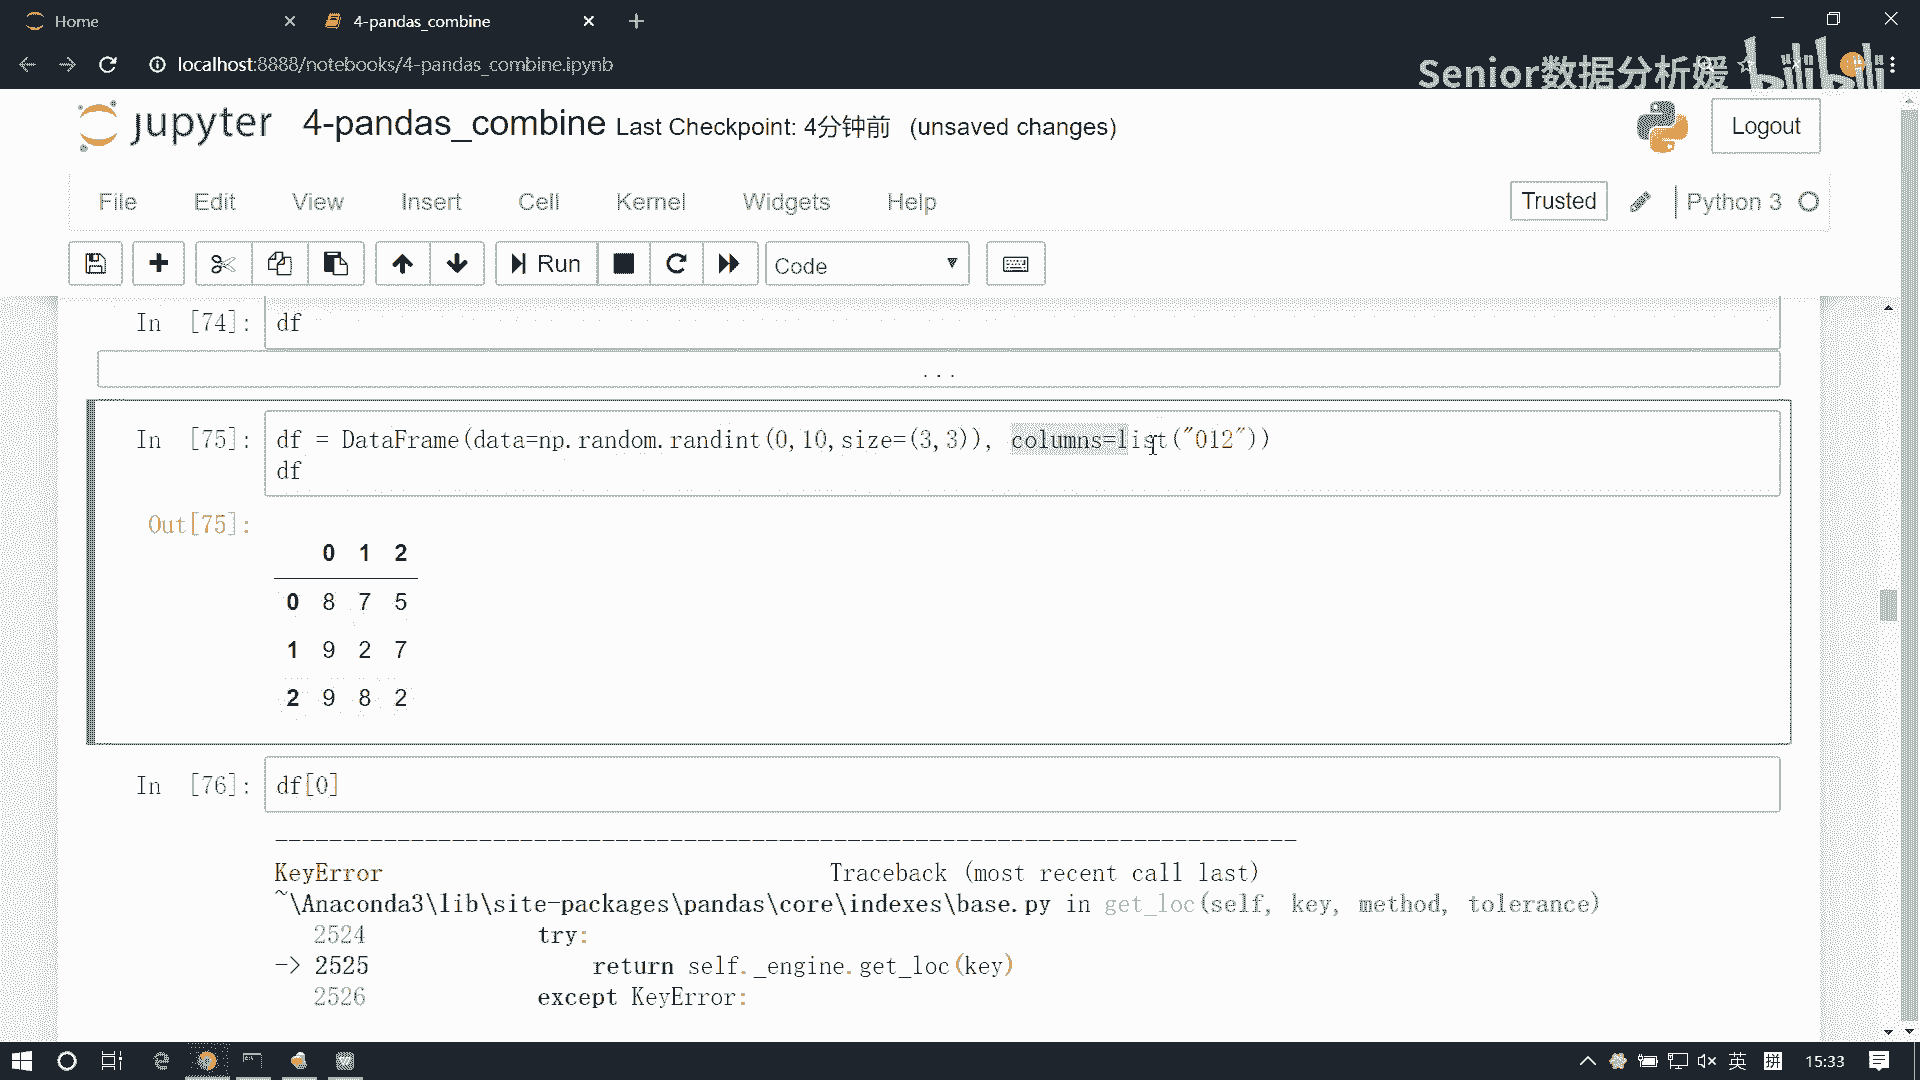 Home
4-pandas_combine
localhost:8888/notebooks/4-pandas_combine.ipynb
Senior数据分析媛
bilibili
jupyter 4-pandas_combine Last Checkpoint: 4分钟前 (unsaved changes)
Logout
File Edit View Insert Cell Kernel Widgets Help
Trusted
Python 3
Run
Code
In [74]: df
...
In [75]: df = DataFrame(data=np.random.randint(0,10,size=(3,3)), columns=list("012"))
df
Out[75]:
0 1 2
0 8 7 5
1 9 2 7
2 9 8 2
In [76]: df[0]
---------------------------------------------------------------------------
KeyError Traceback (most recent call last)
~\Anaconda3\lib\site-packages\pandas\core\indexes\base.py in get_loc(self, key, method, tolerance)
2524 try:
-> 2525 return self._engine.get_loc(key)
2526 except KeyError:
英 拼 15:33